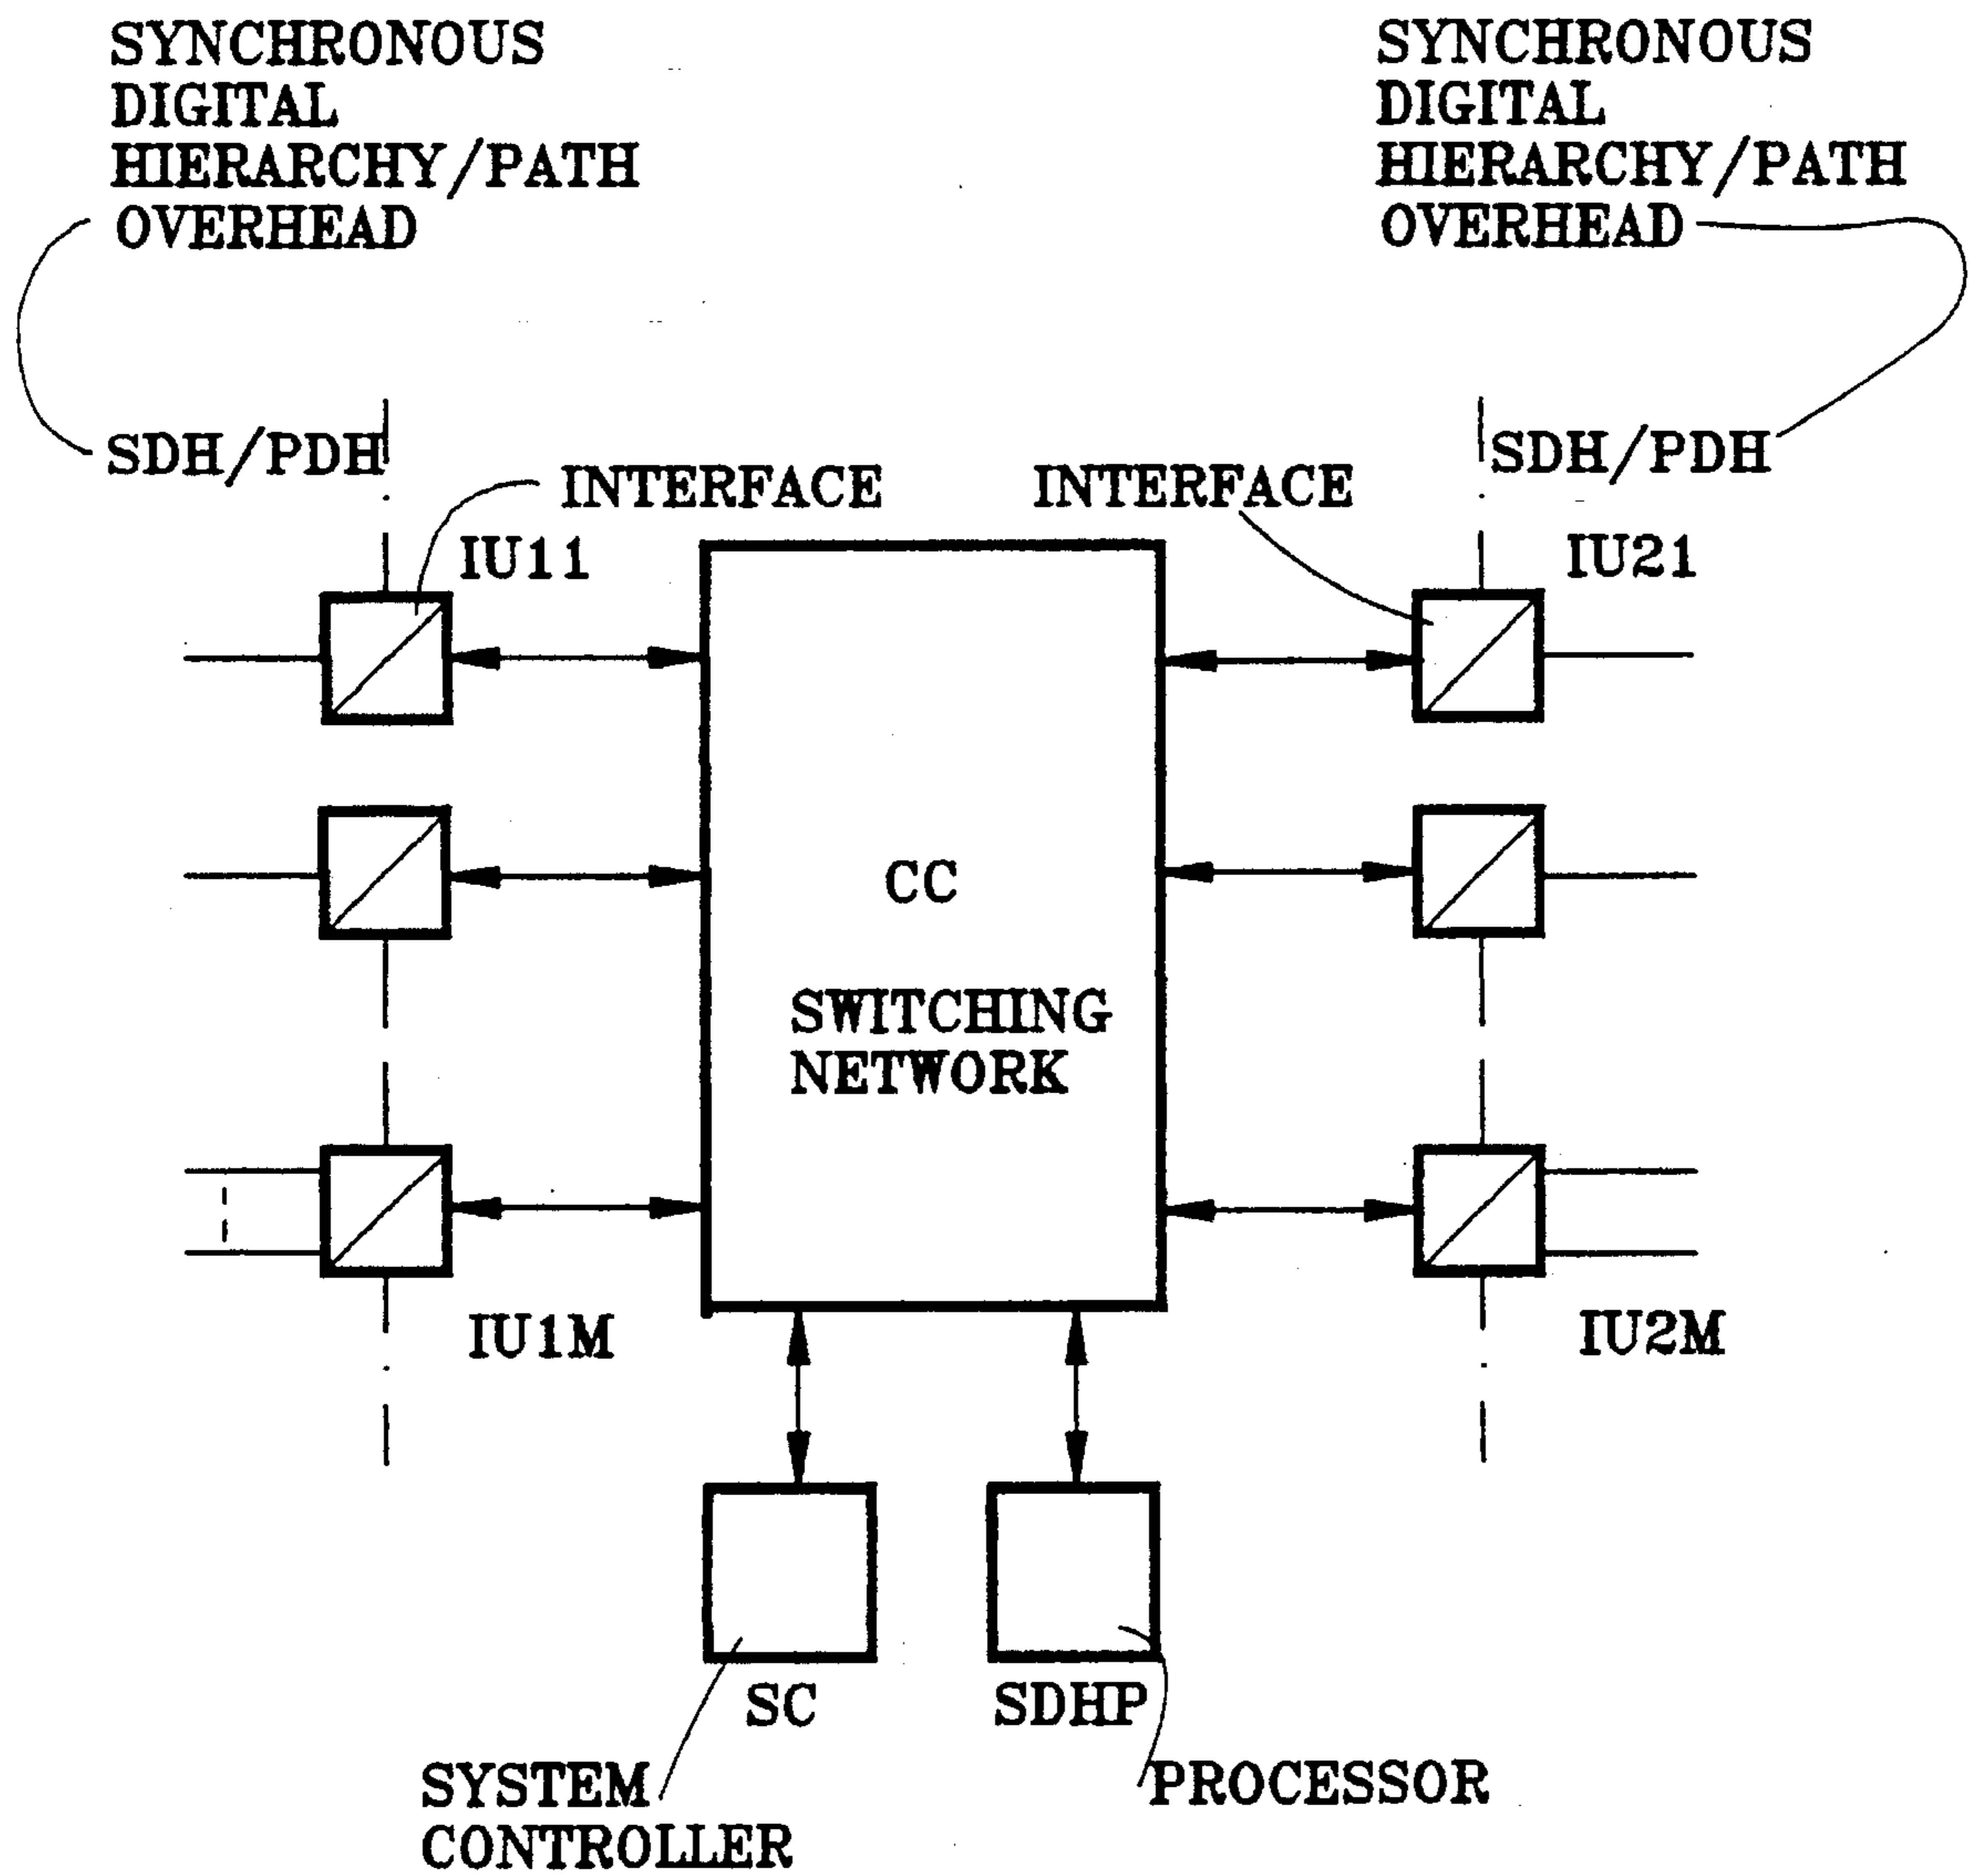 SYNCHRONOUS
DIGITAL
HIERARCHY/PATH
OVERHEAD
SYNCHRONOUS
DIGITAL
HIERARCHY/PATH
OVERHEAD
SDH/PDH
SDH/PDH
INTERFACE
INTERFACE
IU11
IU21
CC
SWITCHING
NETWORK
IU1M
IU2M
SC
SDHP
SYSTEM
CONTROLLER
PROCESSOR